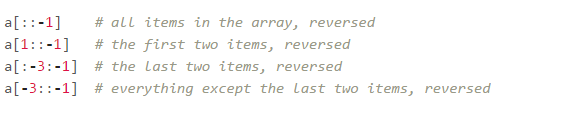 a[::-1]    # all items in the array, reversed
a[1::-1]   # the first two items, reversed
a[:-3:-1]  # the last two items, reversed
a[-3::-1]  # everything except the last two items, reversed